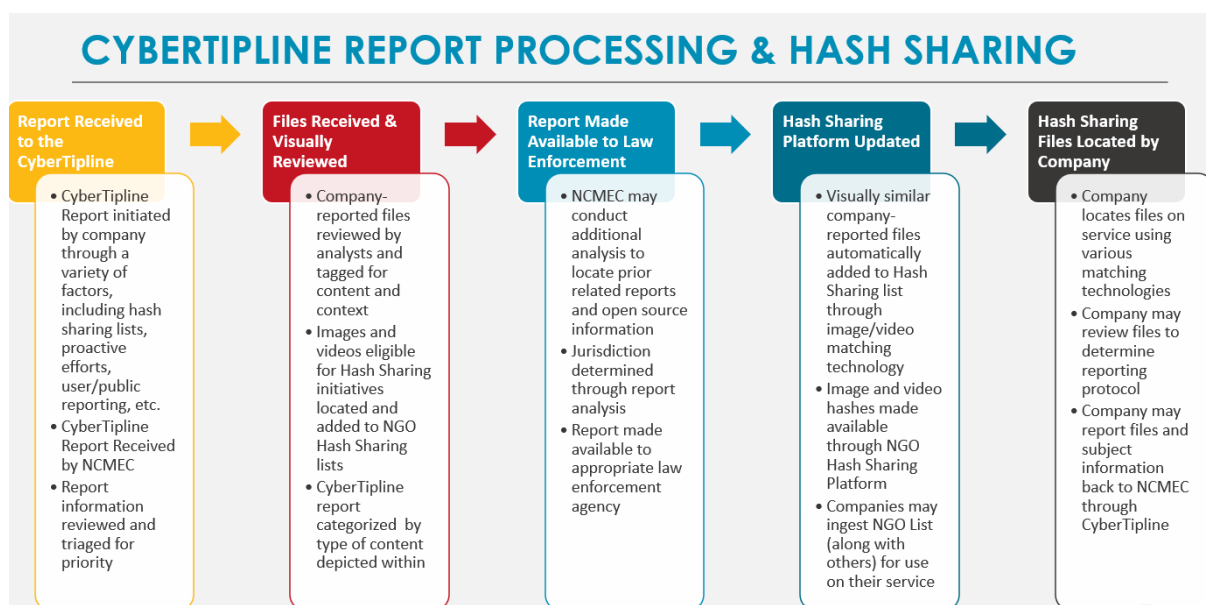 CYBERTIPLINE REPORT PROCESSING & HASH SHARING
Report Received
to the
CyberTipline
• CyberTipline
Report initiated
by company
through a
variety of
factors,
including hash
sharing lists,
proactive
efforts,
user/public
reporting, etc.
• CyberTipline
Report Received
by NCMEC
• Report
information
reviewed and
triaged for
priority
Files Received &
Visually
Reviewed
• Company-
reported files
reviewed by
analysts and
tagged for
content and
context
• Images and
videos eligible
for Hash Sharing
initiatives
located and
added to NGO
Hash Sharing
lists
• CyberTipline
report
categorized by
type of content
depicted within
Report Made
Available to Law
Enforcement
• NCMEC may
conduct
additional
analysis to
locate prior
related reports
and open source
information
• Jurisdiction
determined
through report
analysis
• Report made
available to
appropriate law
enforcement
agency
Hash Sharing
Platform Updated
• Visually similar
company-
reported files
automatically
added to Hash
Sharing list
through
image/video
matching
technology
• Image and video
hashes made
available
through NGO
Hash Sharing
Platform
• Companies may
ingest NGO List
(along with
others) for use
on their service
Hash Sharing
Files Located by
Company
• Company
locates files on
service using
various
matching
technologies
• Company may
review files to
determine
reporting
protocol
• Company may
report files and
subject
information
back to NCMEC
through
CyberTipline